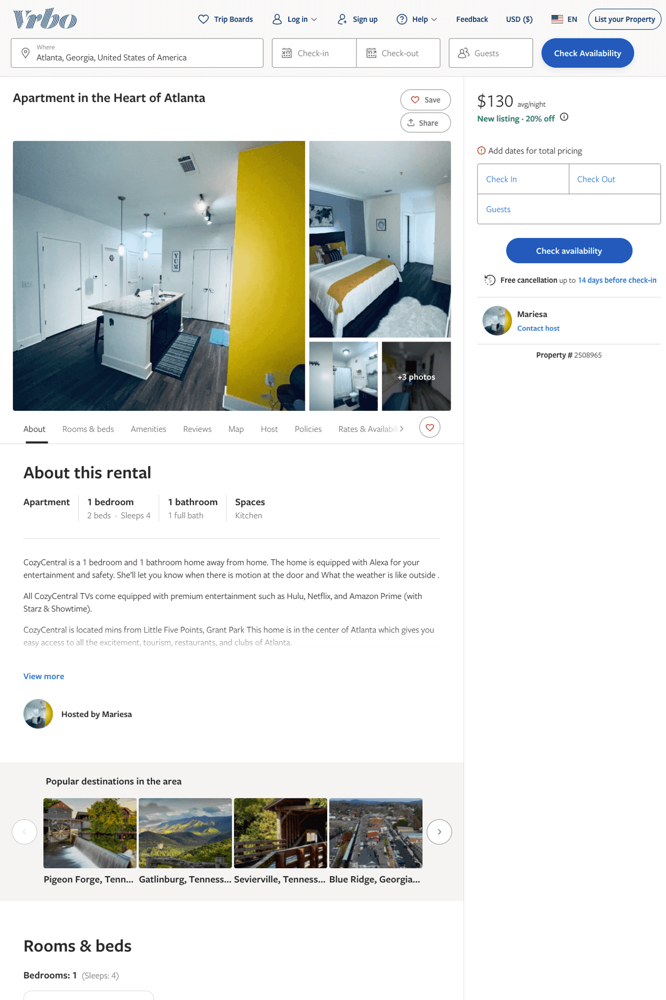 Vrbo
Trip Boards
Log in
Sign up
Help
Feedback
USD ($)
EN
List your Property
Where
Atlanta, Georgia, United States of America
Check-in
Check-out
Guests
Check Availability
Apartment in the Heart of Atlanta
Save
Share
YUM
+3 photos
$130 avg/night
New listing · 20% off
Add dates for total pricing
Check In
Check Out
Guests
Check availability
Free cancellation up to 14 days before check-in
Mariesa
Contact host
Property # 2508965
About
Rooms & beds
Amenities
Reviews
Map
Host
Policies
Rates & Availabili
About this rental
Apartment
1 bedroom
2 beds · Sleeps 4
1 bathroom
1 full bath
Spaces
Kitchen
CozyCentral is a 1 bedroom and 1 bathroom home away from home. The home is equipped with Alexa for your
entertainment and safety. She’ll let you know when there is motion at the door and What the weather is like outside .
All CozyCentral TVs come equipped with premium entertainment such as Hulu, Netflix, and Amazon Prime (with
Starz & Showtime).
CozyCentral is located mins from Little Five Points, Grant Park This home is in the center of Atlanta which gives you
easy access to all the excitement, tourism, restaurants, and clubs of Atlanta.
View more
Hosted by Mariesa
Popular destinations in the area
Pigeon Forge, Tenn...
Gatlinburg, Tenness...
Sevierville, Tenness...
Blue Ridge, Georgia...
Rooms & beds
Bedrooms: 1 (Sleeps: 4)